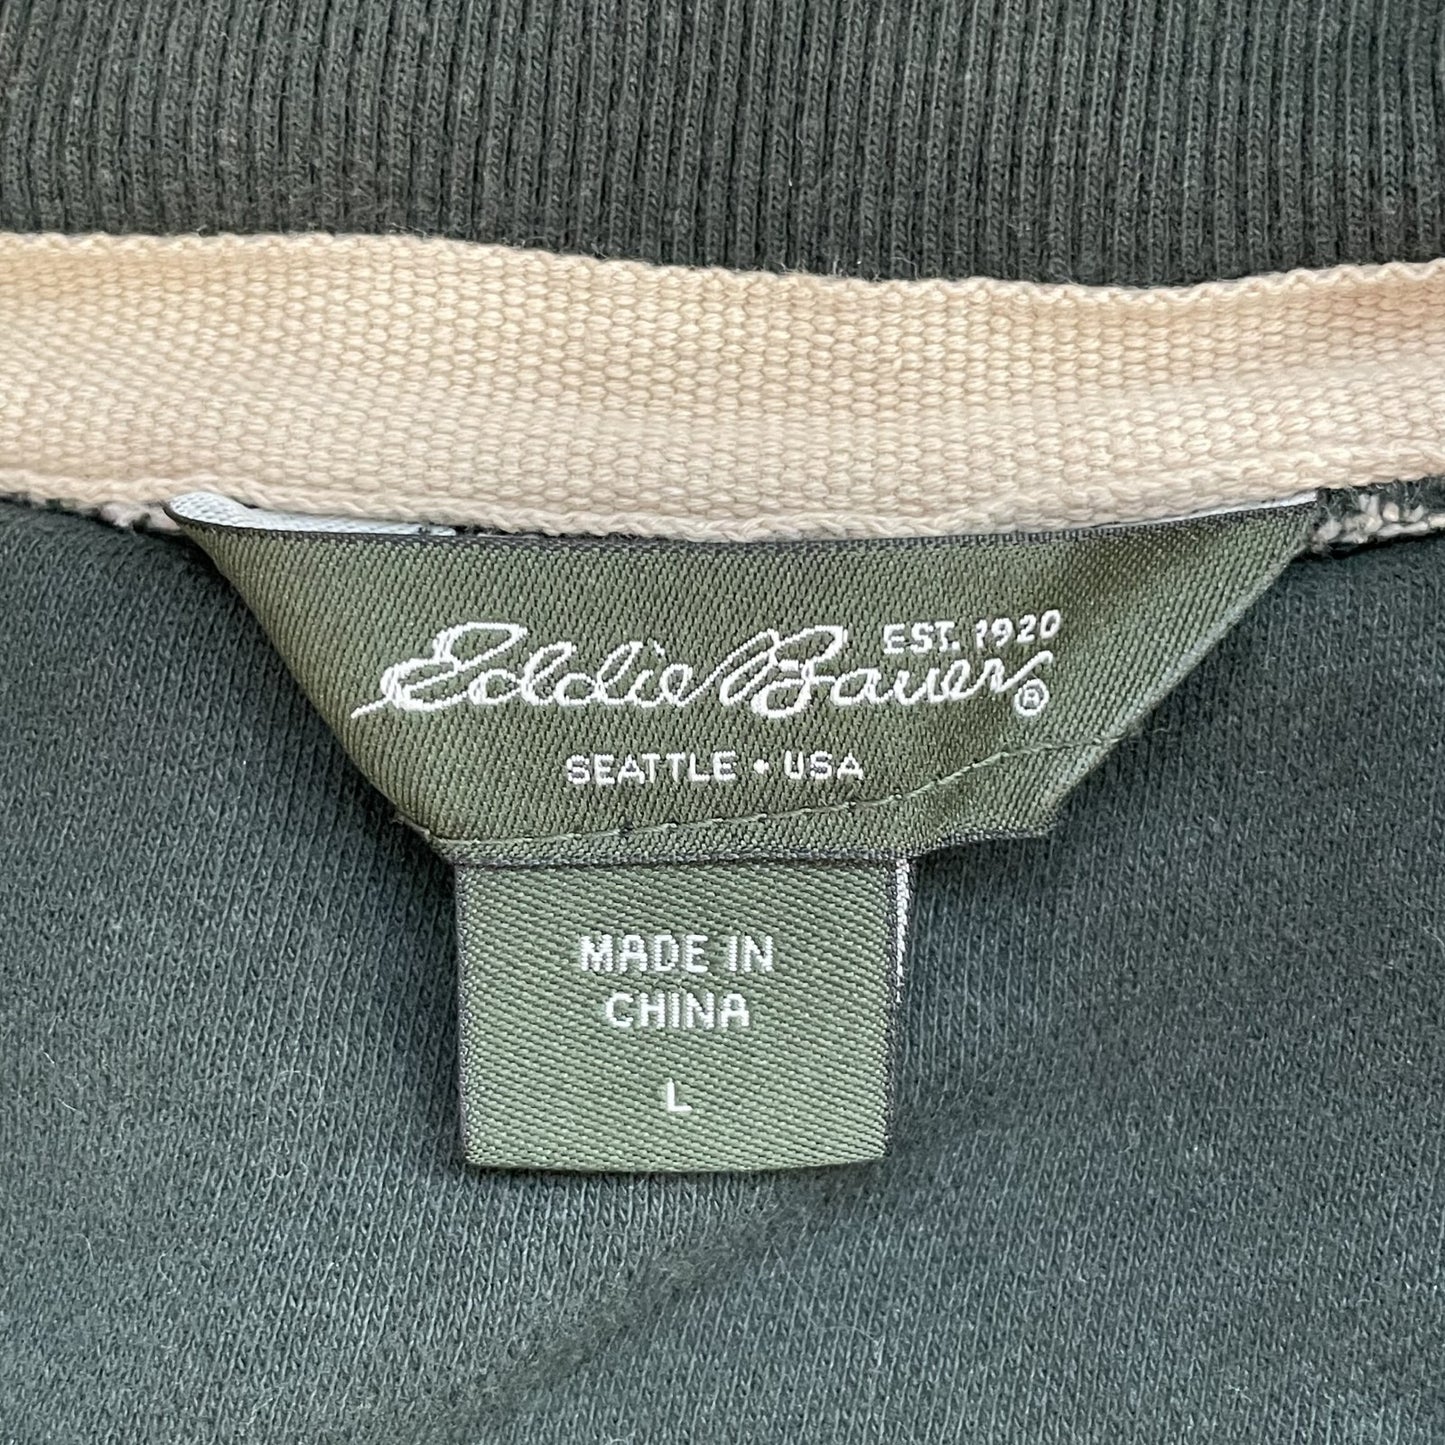 EST. 1920
Eddie Bauer®
SEATTLE • USA
MADE IN
CHINA
L